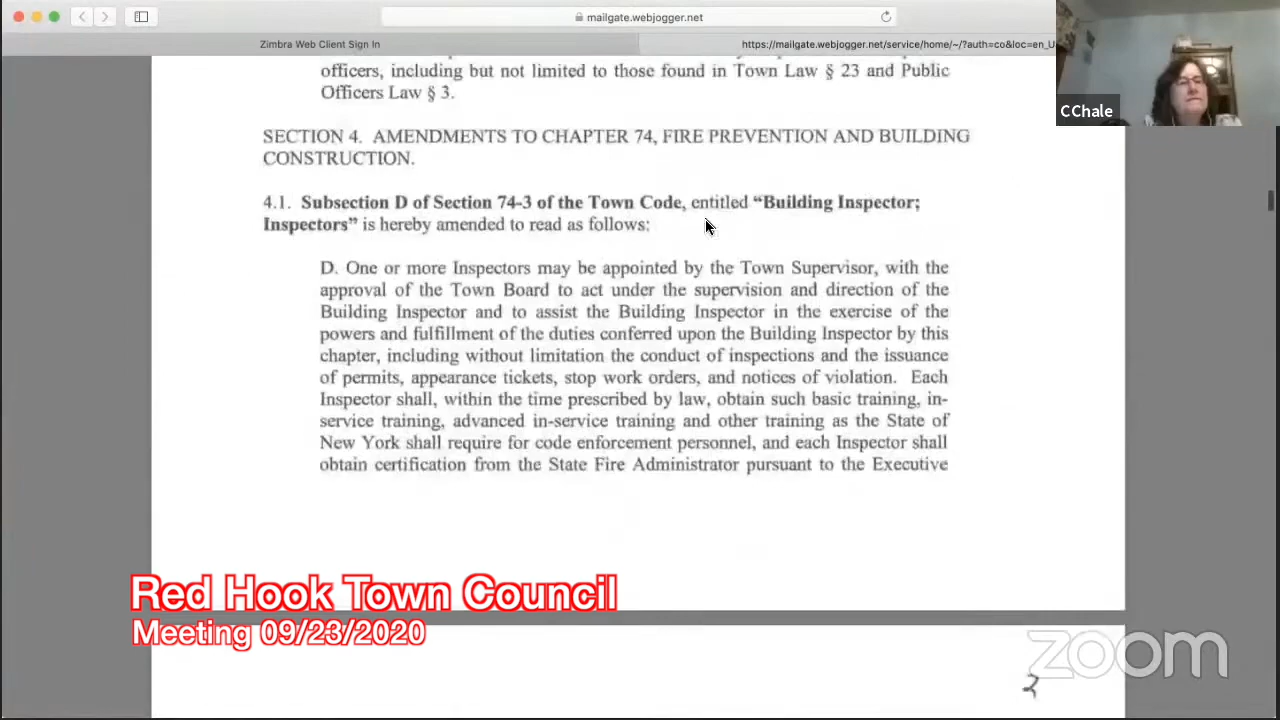 mailgate.webjogger.net
Zimbra Web Client Sign In
https://mailgate.webjogger.net/service/home/~/?auth=co&loc=en_U
officers, including but not limited to those found in Town Law § 23 and Public
Officers Law § 3.
CChale
SECTION 4. AMENDMENTS TO CHAPTER 74, FIRE PREVENTION AND BUILDING
CONSTRUCTION.
4.1. Subsection D of Section 74-3 of the Town Code, entitled “Building Inspector;
Inspectors” is hereby amended to read as follows:
D. One or more Inspectors may be appointed by the Town Supervisor, with the
approval of the Town Board to act under the supervision and direction of the
Building Inspector and to assist the Building Inspector in the exercise of the
powers and fulfillment of the duties conferred upon the Building Inspector by this
chapter, including without limitation the conduct of inspections and the issuance
of permits, appearance tickets, stop work orders, and notices of violation. Each
Inspector shall, within the time prescribed by law, obtain such basic training, in-
service training, advanced in-service training and other training as the State of
New York shall require for code enforcement personnel, and each Inspector shall
obtain certification from the State Fire Administrator pursuant to the Executive
Red Hook Town Council
Meeting 09/23/2020
zoom
2